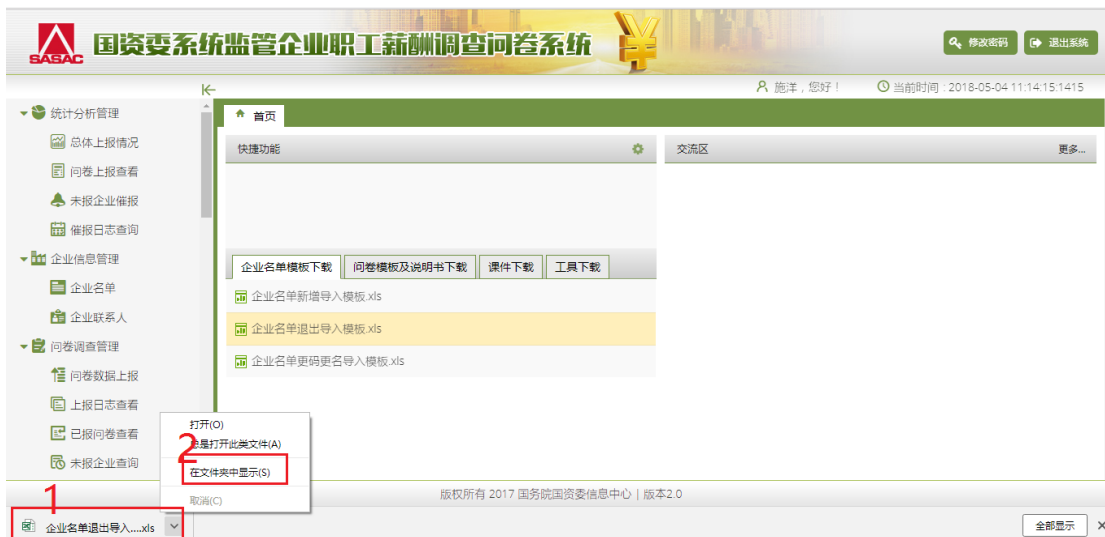 SASAC
国资委系统监管企业职工薪酬调查问卷系统
修改密码
退出系统
施洋，您好！
当前时间：2018-05-04 11:14:15:1415
统计分析管理
总体上报情况
问卷上报查看
未报企业催报
催报日志查询
企业信息管理
企业名单
企业联系人
问卷调查管理
问卷数据上报
上报日志查看
已报问卷查看
未报企业查询
首页
快捷功能
交流区
更多...
企业名单模板下载 问卷模板及说明书下载 课件下载 工具下载
企业名单新增导入模板.xls
企业名单退出导入模板.xls
企业名单更码更名导入模板.xls
打开(O)
是打开此类文件(A)
2
在文件夹中显示(S)
取消(C)
版权所有 2017 国务院国资委信息中心 | 版本2.0
1
企业名单退出导入....xls
全部显示